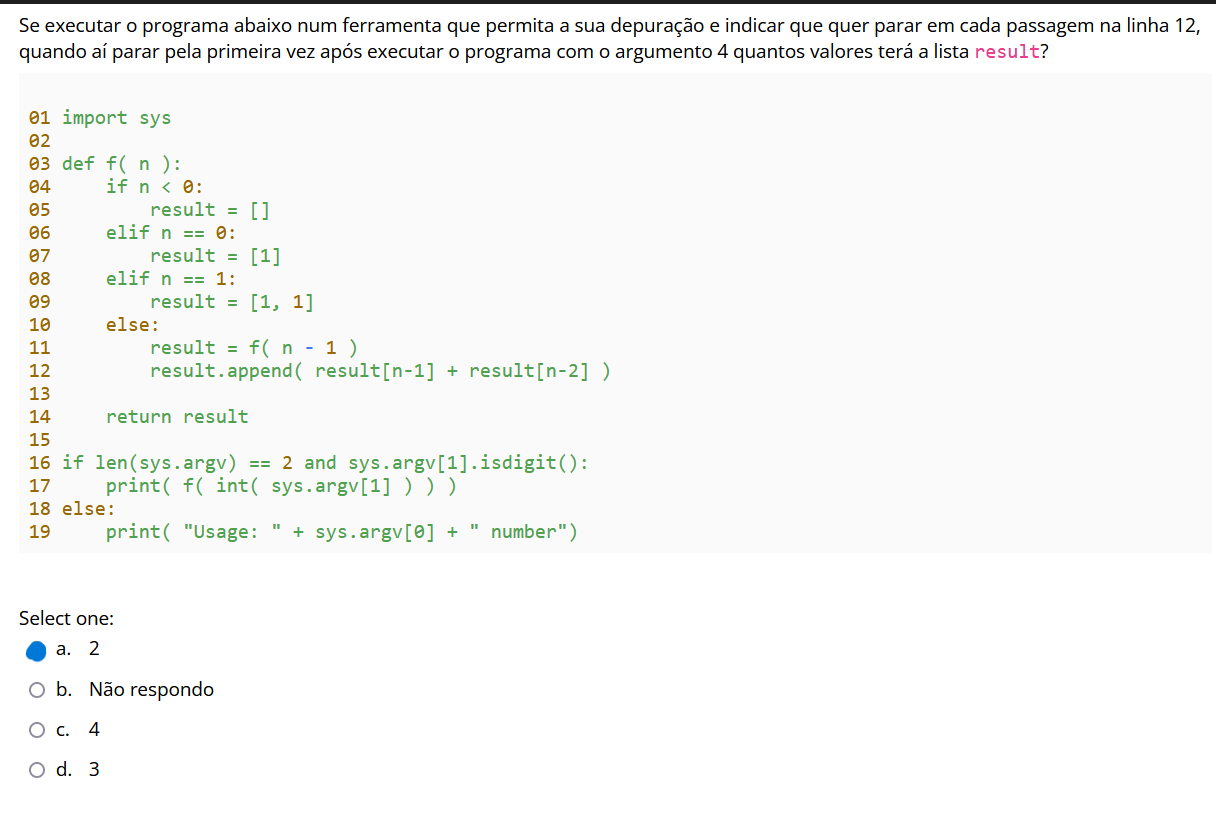 Se executar o programa abaixo num ferramenta que permita a sua depuração e indicar que quer parar em cada passagem na linha 12,
quando aí parar pela primeira vez após executar o programa com o argumento 4 quantos valores terá a lista result?
01 import sys
02
03 def f( n ):
04     if n < 0:
05         result = []
06     elif n == 0:
07         result = [1]
08     elif n == 1:
09         result = [1, 1]
10     else:
11         result = f( n - 1 )
12         result.append( result[n-1] + result[n-2] )
13
14     return result
15
16 if len(sys.argv) == 2 and sys.argv[1].isdigit():
17     print( f( int( sys.argv[1] ) ) )
18 else:
19     print( "Usage: " + sys.argv[0] + " number")
Select one:
a. 2
b. Não respondo
c. 4
d. 3